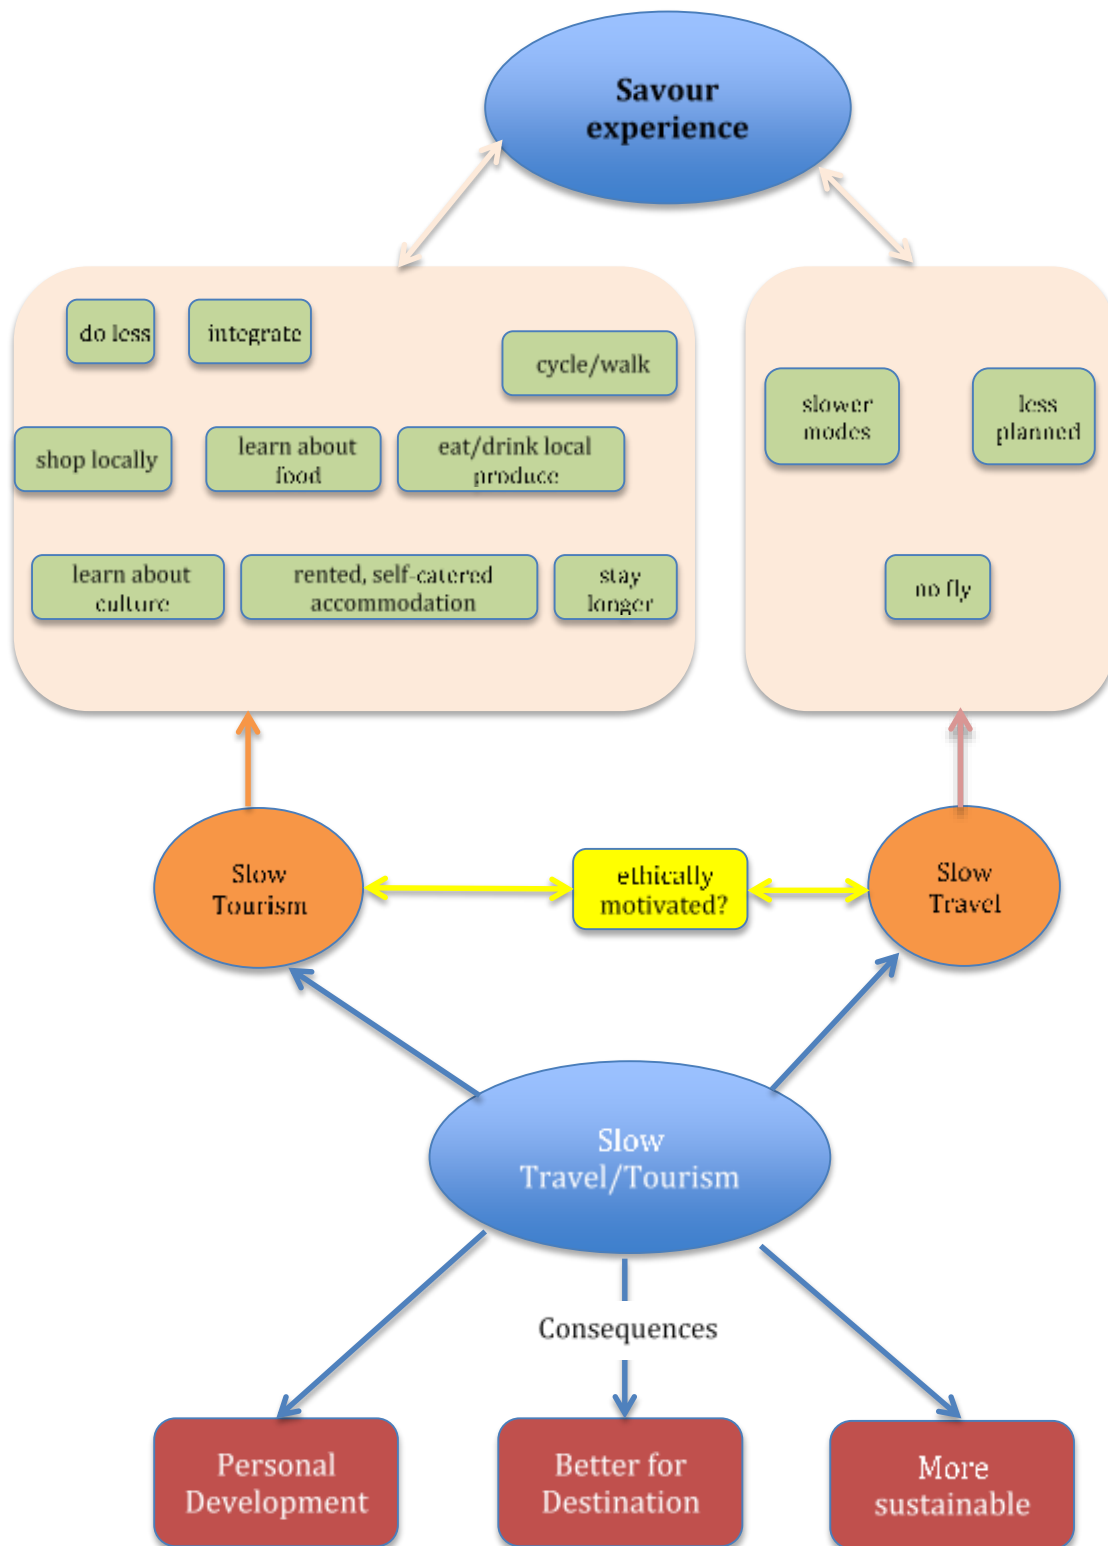 Savour
experience
do less
integrate
cycle/walk
slower
modes
less
planned
shop locally
learn about
food
eat/drink local
produce
learn about
culture
rented, self-catered
accommodation
stay
longer
no fly
Slow
Tourism
ethically
motivated?
Slow
Travel
Slow
Travel/Tourism
Consequences
Personal
Development
Better for
Destination
More
sustainable